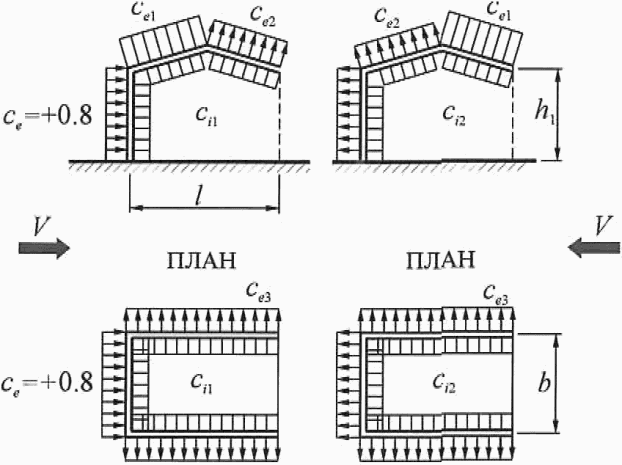 c_e1 c_e2 c_e2 c_e1
c_e=+0.8 c_i1 c_i2 h_1
l
V V
ПЛАН ПЛАН
c_e3 c_e3
c_e=+0.8 c_i1 c_i2 b